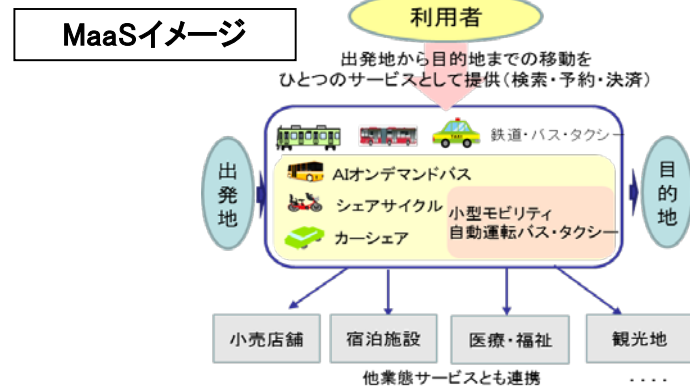 MaaSイメージ
利用者
出発地から目的地までの移動を
ひとつのサービスとして提供(検索・予約・決済)
TAXI
鉄道・バス・タクシー
出発地
AIオンデマンドバス
シェアサイクル
カーシェア
小型モビリティ
自動運転バス・タクシー
目的地
小売店舗
宿泊施設
医療・福祉
観光地
他業態サービスとも連携
・・・・